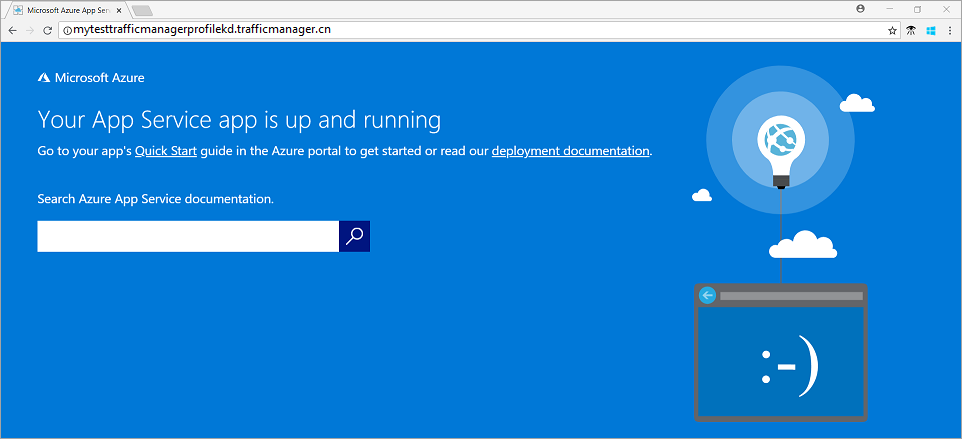 Microsoft Azure App Serv
mytesttrafficmanagerprofilekd.trafficmanager.cn
Microsoft Azure
Your App Service app is up and running
Go to your app's Quick Start guide in the Azure portal to get started or read our deployment documentation.
Search Azure App Service documentation.
:-)